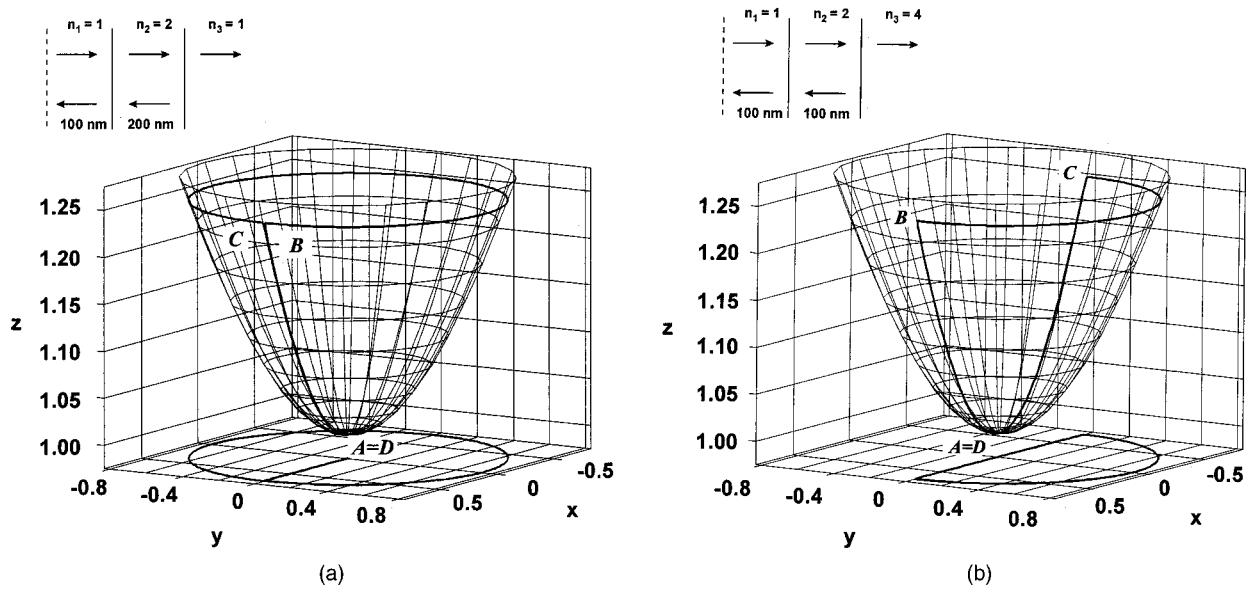 n1 = 1 n2 = 2 n3 = 1
100 nm 200 nm
1.25
1.20
1.15
1.10
1.05
1.00
z
C B
A=D
-0.8 -0.4 0 0.4 0.8
y
0.5 0 -0.5
x
(a)
n1 = 1 n2 = 2 n3 = 4
100 nm 100 nm
1.25
1.20
1.15
1.10
1.05
1.00
z
C
B
A=D
-0.8 -0.4 0 0.4 0.8
y
0.5 0 -0.5
x
(b)